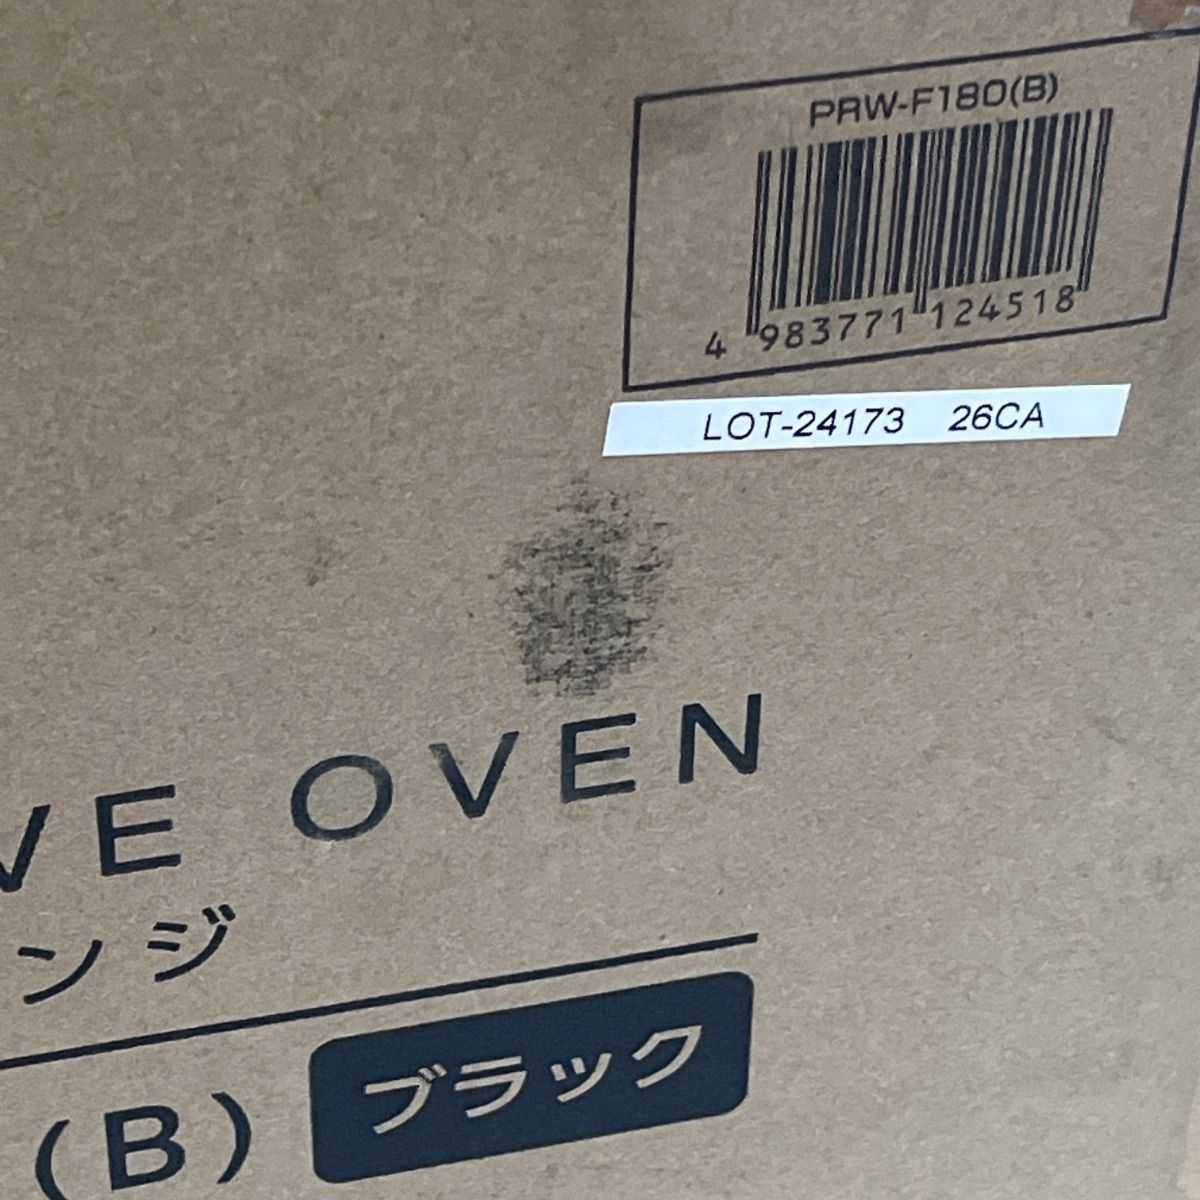 PRW-F180(B)
4 983771 124518
LOT-24173 26CA
VE OVEN
ンジ
(B) ブラック